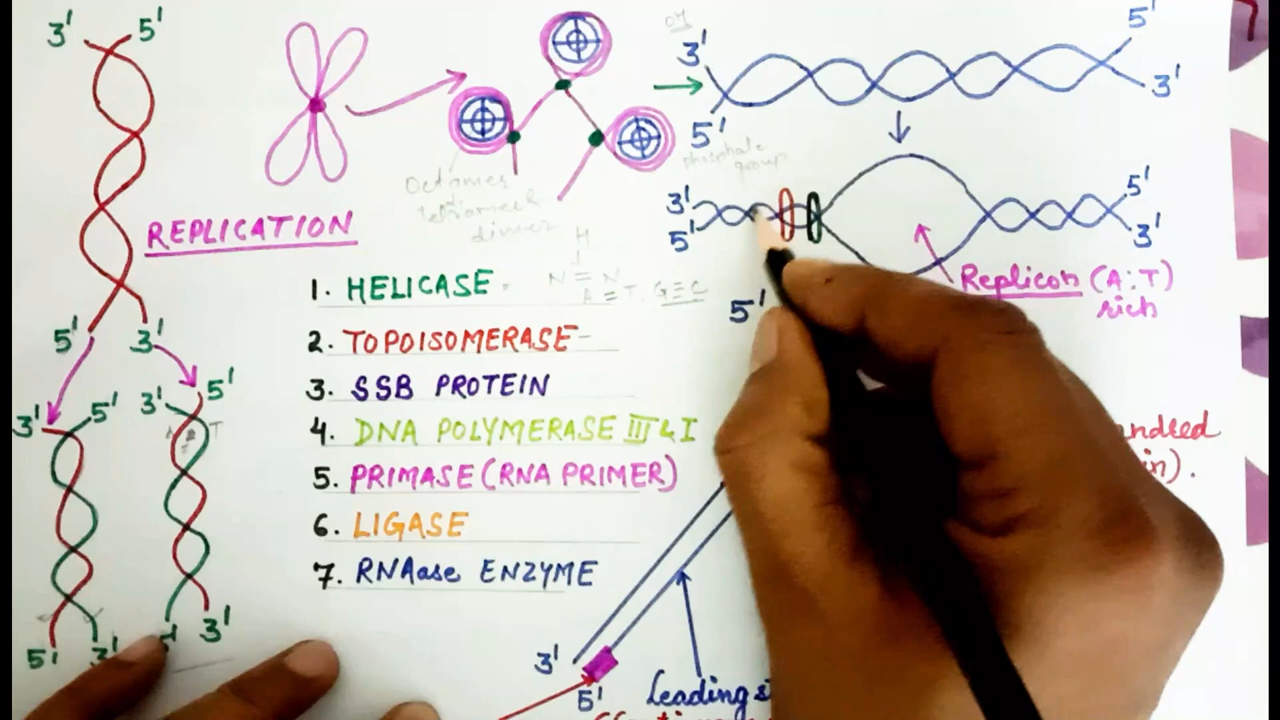 3' 5'
5' 3'
3' 5' 3' 5'
5' 3' 3'
REPLICATION
Octamer
dimer
H
N = N
A = T, G ≡ C
1. HELICASE
2. TOPOISOMERASE -
3. SSB PROTEIN
4. DNA POLYMERASE III & I
5. PRIMASE (RNA PRIMER)
6. LIGASE
7. RNAase ENZYME
3' 5'
5' 3'
phosphate
group
3' 5'
5' 3'
Replicon (A:T)
rich
5'
3'
5'
Leading